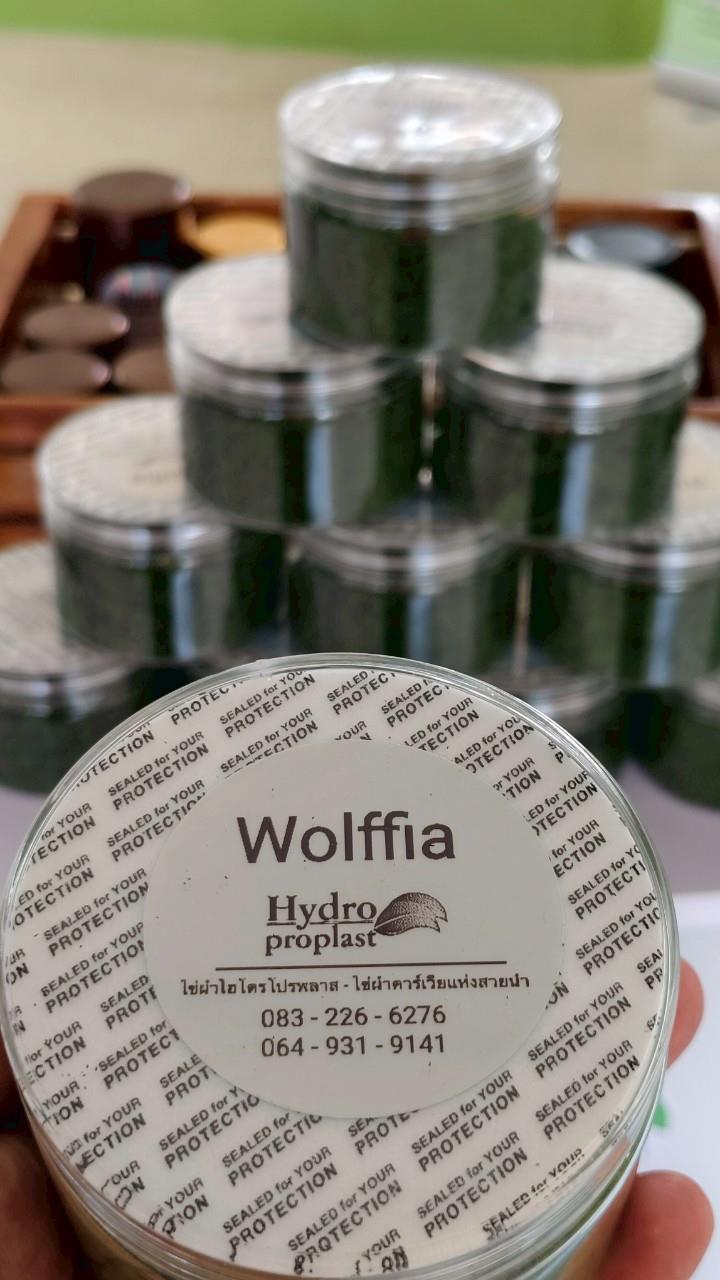 Wolffia
Hydro
proplast
ไข่ผำไฮโดรโปรพลาส - ไข่ผำคาร์เวียแห่งสายน้ำ
083 - 226 - 6276
064 - 931 - 9141
SEALED for YOUR
PROTECTION